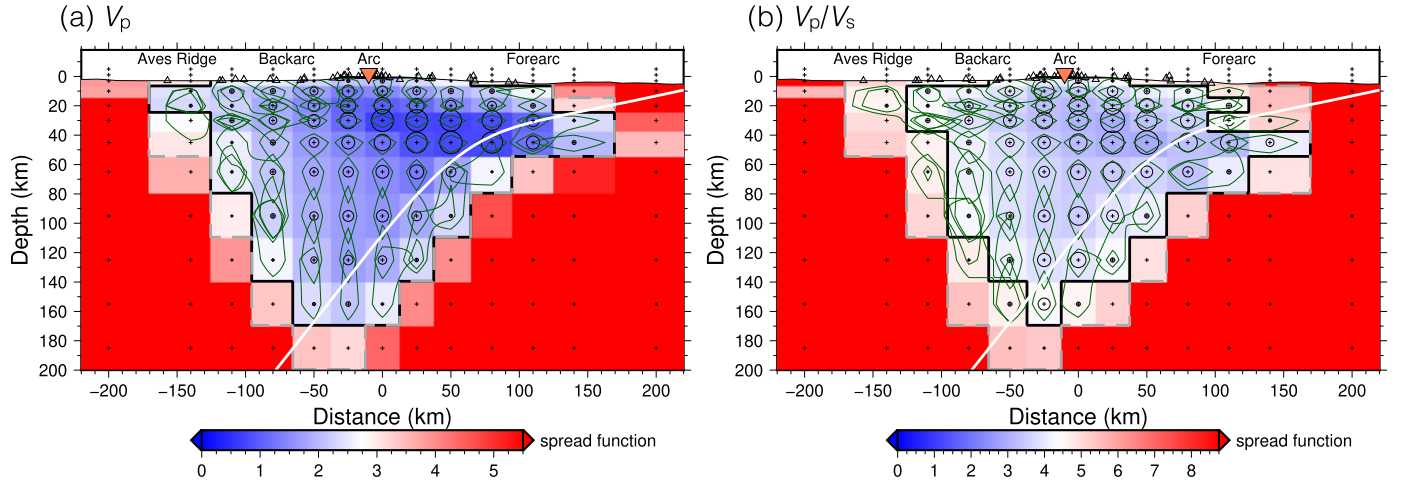 (a) Vp
(b) Vp/Vs
Aves Ridge Backarc Arc Forearc
Aves Ridge Backarc Arc Forearc
Depth (km)
0
20
40
60
80
100
120
140
160
180
200
−200 −150 −100 −50 0 50 100 150 200
Distance (km)
0 1 2 3 4 5
spread function
Depth (km)
0
20
40
60
80
100
120
140
160
180
200
−200 −150 −100 −50 0 50 100 150 200
Distance (km)
0 1 2 3 4 5 6 7 8
spread function